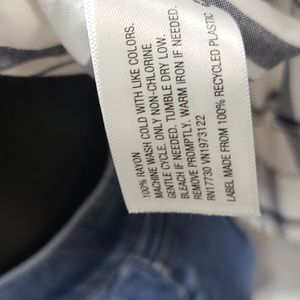 100% RAYON
MACHINE WASH COLD WITH LIKE COLORS.
GENTLE CYCLE. ONLY NON-CHLORINE
BLEACH IF NEEDED. TUMBLE DRY LOW.
REMOVE PROMPTLY. WARM IRON IF NEEDED.
RN17730 VN1973122
LABEL MADE FROM 100% RECYCLED PLASTIC